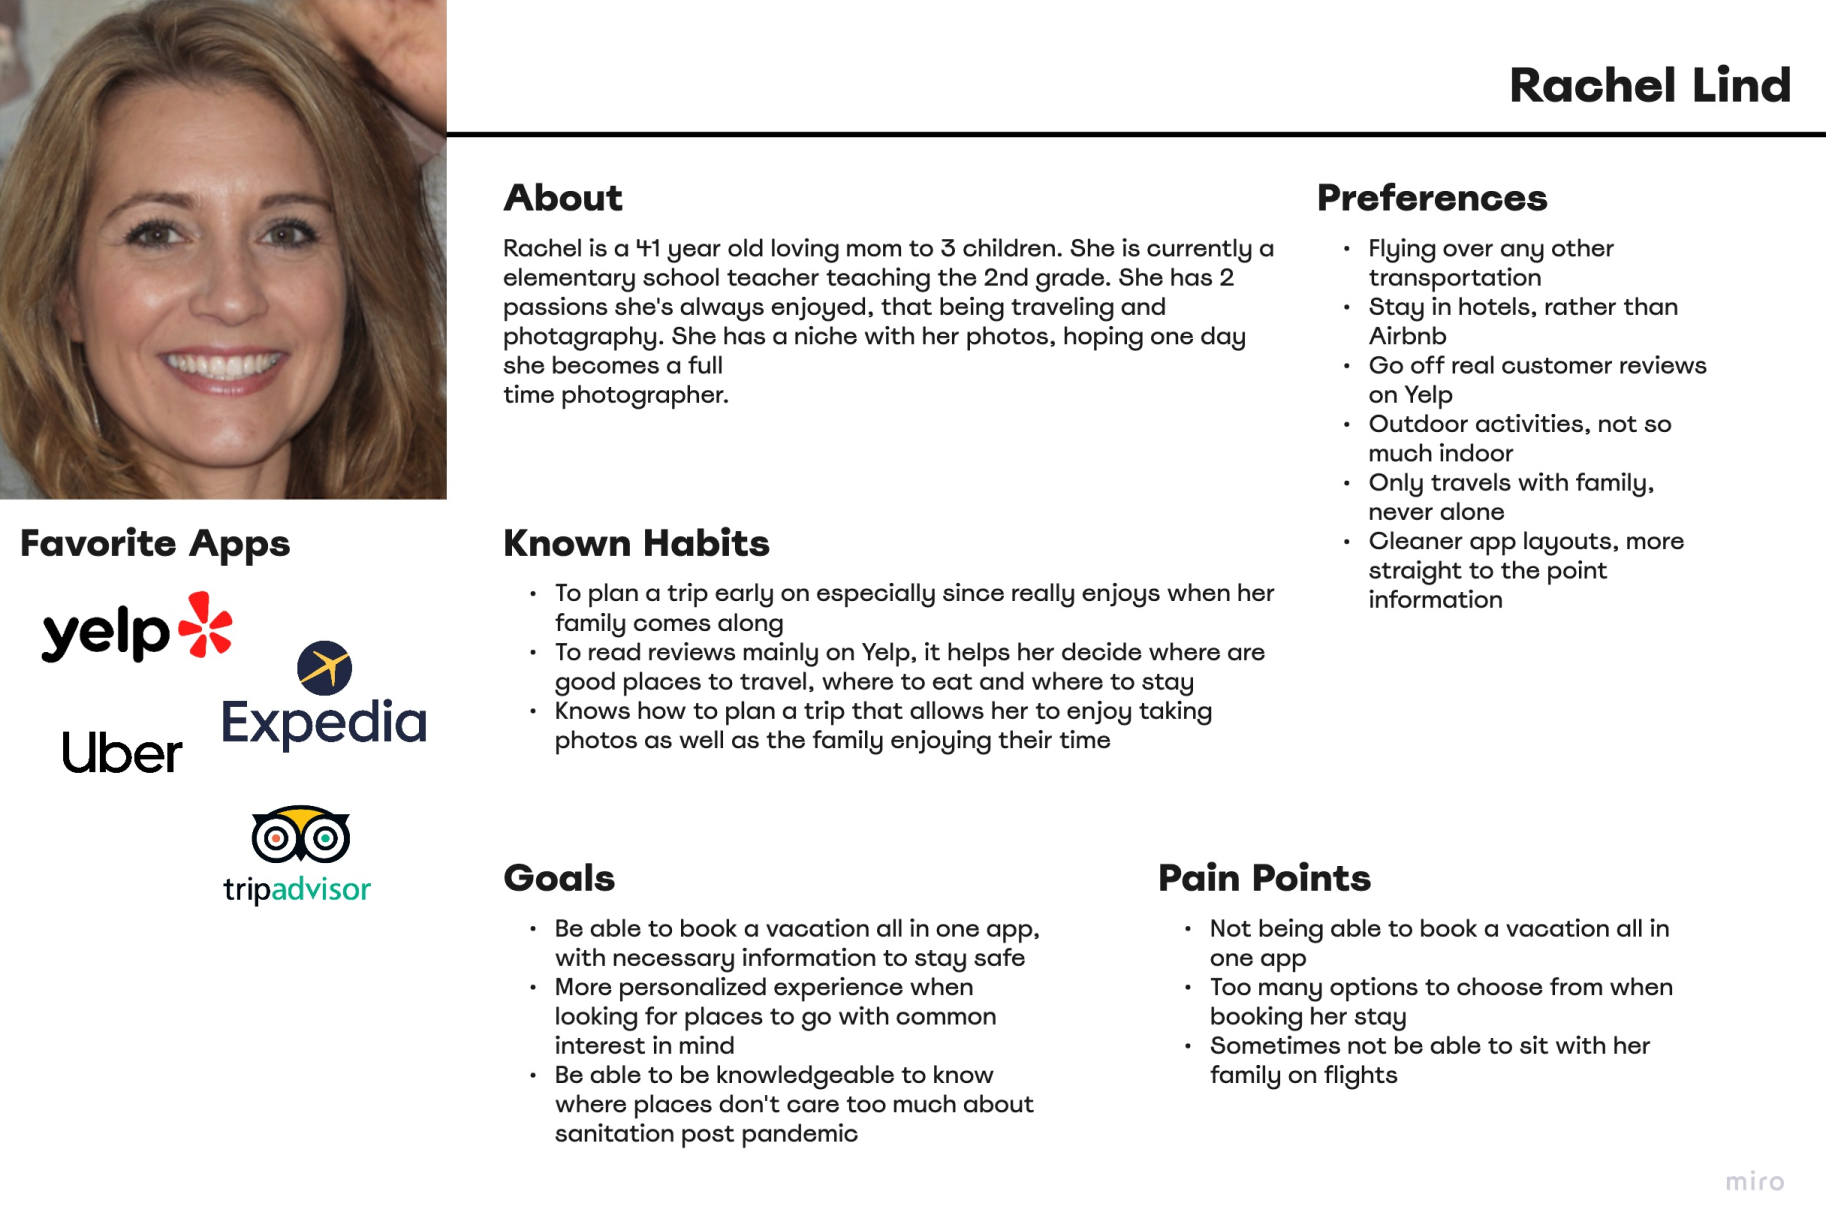 Rachel Lind
About
Rachel is a 41 year old loving mom to 3 children. She is currently a
elementary school teacher teaching the 2nd grade. She has 2
passions she's always enjoyed, that being traveling and
photagraphy. She has a niche with her photos, hoping one day
she becomes a full
time photographer.
Preferences
• Flying over any other
transportation
• Stay in hotels, rather than
Airbnb
• Go off real customer reviews
on Yelp
• Outdoor activities, not so
much indoor
• Only travels with family,
never alone
• Cleaner app layouts, more
straight to the point
information
Favorite Apps
yelp
Expedia
Uber
tripadvisor
Known Habits
• To plan a trip early on especially since really enjoys when her
family comes along
• To read reviews mainly on Yelp, it helps her decide where are
good places to travel, where to eat and where to stay
• Knows how to plan a trip that allows her to enjoy taking
photos as well as the family enjoying their time
Goals
• Be able to book a vacation all in one app,
with necessary information to stay safe
• More personalized experience when
looking for places to go with common
interest in mind
• Be able to be knowledgeable to know
where places don't care too much about
sanitation post pandemic
Pain Points
• Not being able to book a vacation all in
one app
• Too many options to choose from when
booking her stay
• Sometimes not be able to sit with her
family on flights
miro